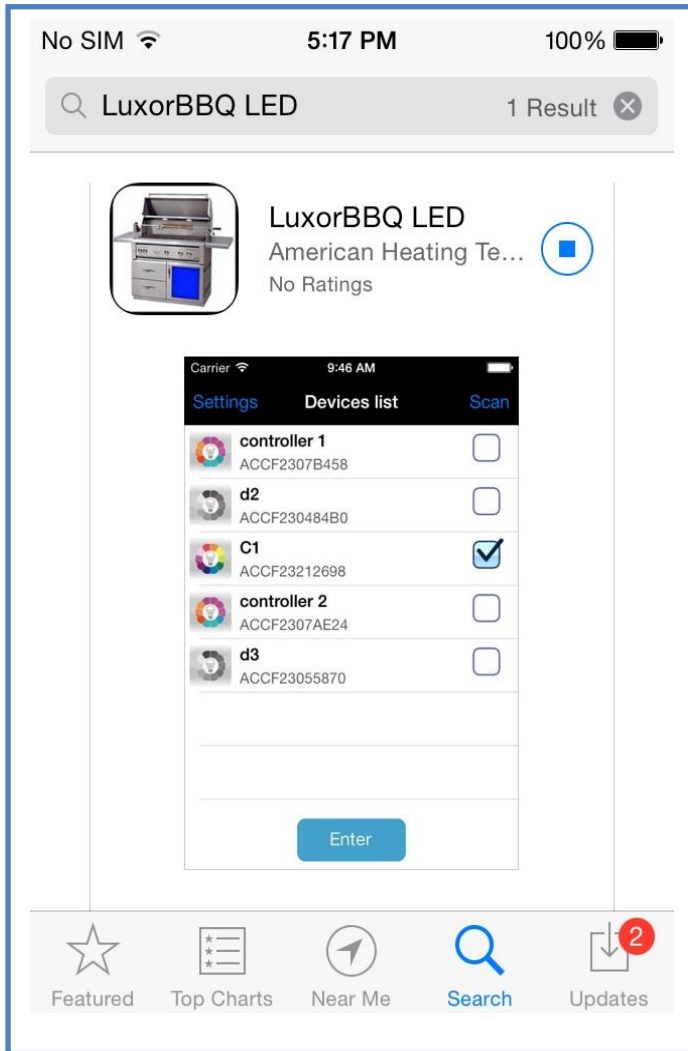 No SIM 5:17 PM 100%
LuxorBBQ LED 1 Result
LuxorBBQ LED
American Heating Te...
No Ratings
Carrier 9:46 AM
Settings Devices list Scan
controller 1
ACCF2307B458
d2
ACCF230484B0
C1
ACCF23212698
controller 2
ACCF2307AE24
d3
ACCF23055870
Enter
2
Featured Top Charts Near Me Search Updates